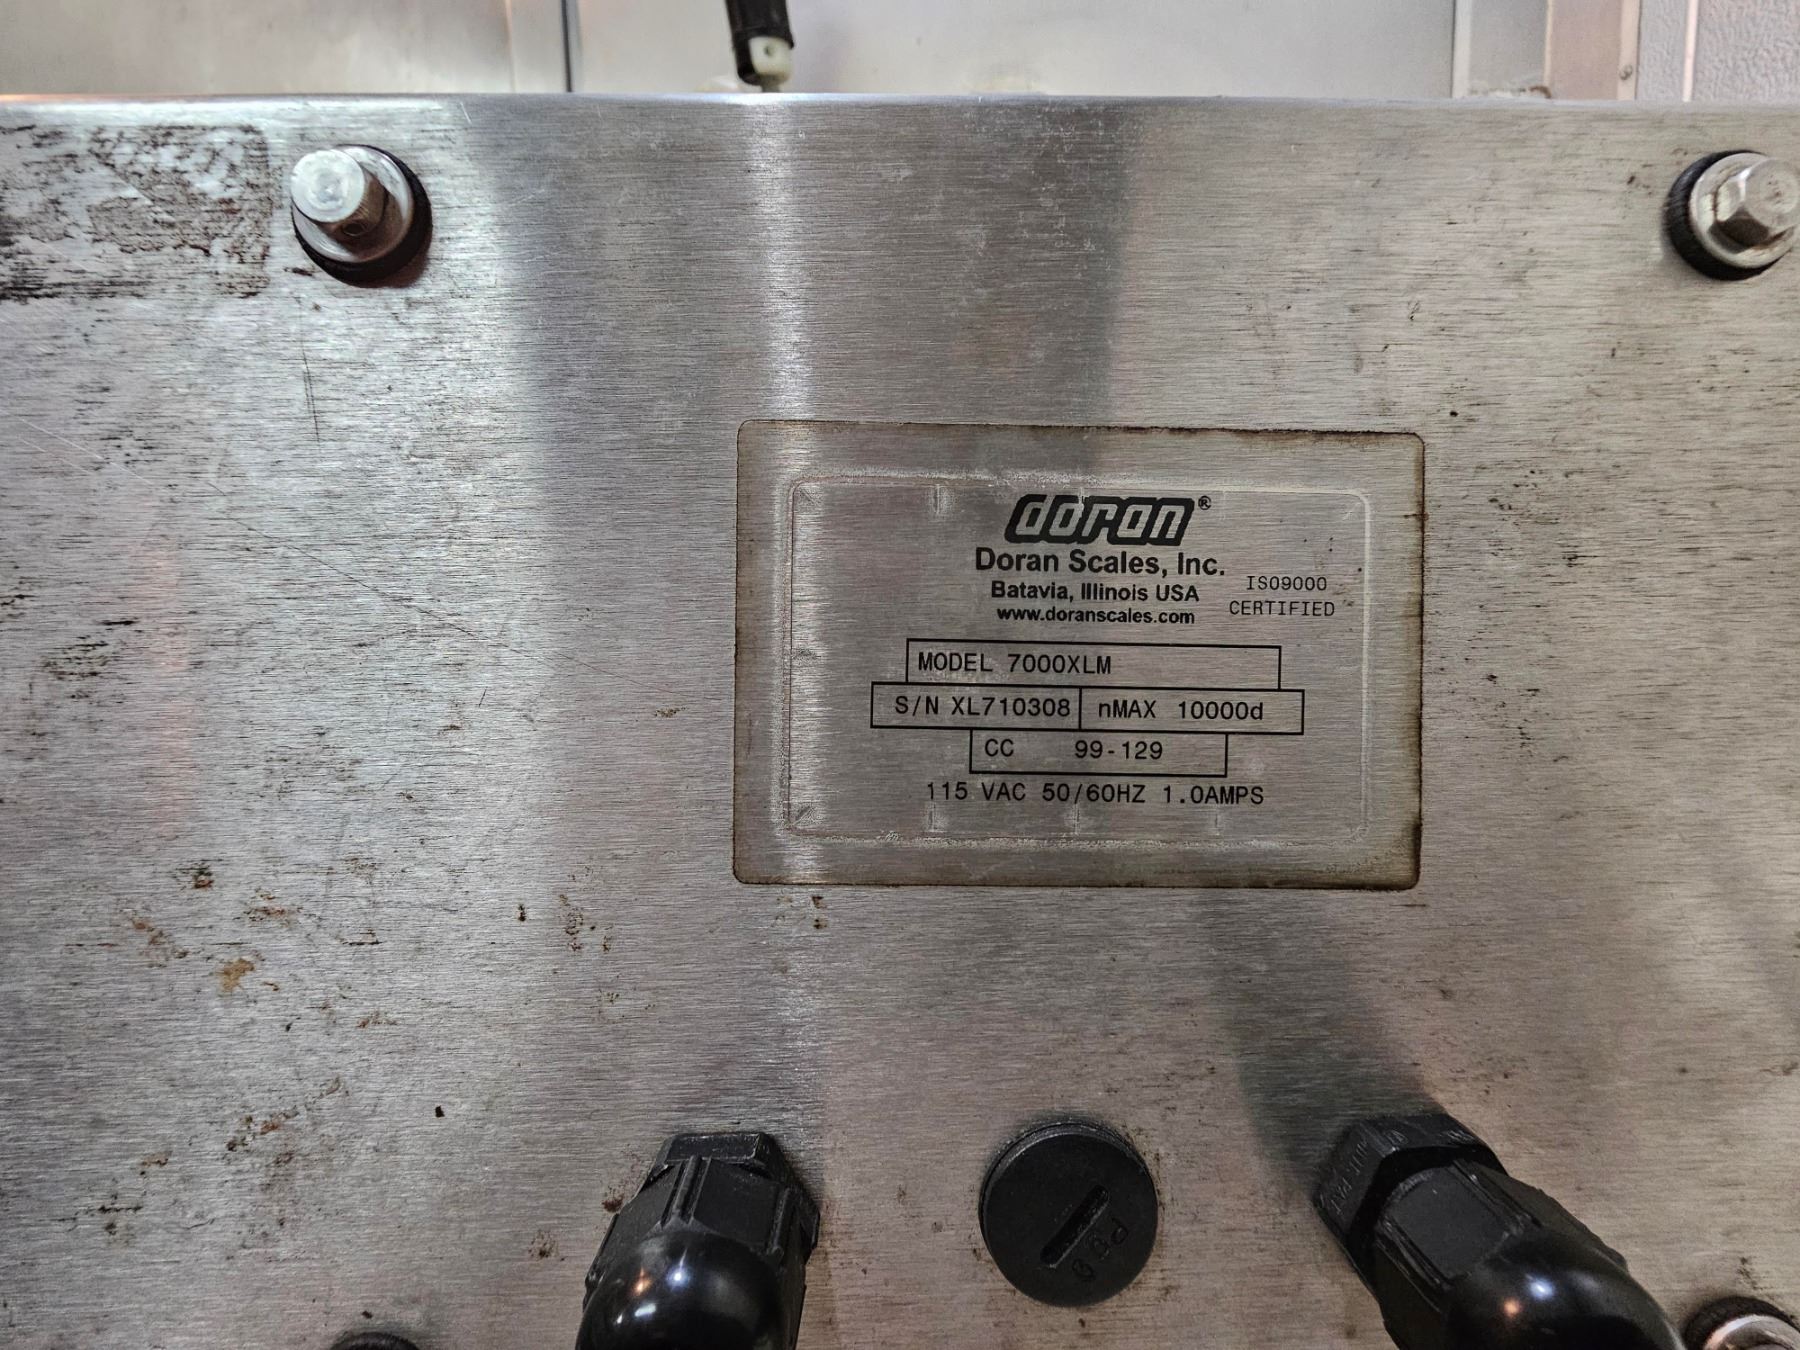 doran®
Doran Scales, Inc.
Batavia, Illinois USA
www.doranscales.com
ISO9000
CERTIFIED
MODEL 7000XLM
S/N XL710308 nMAX 10000d
CC 99-129
115 VAC 50/60HZ 1.0AMPS